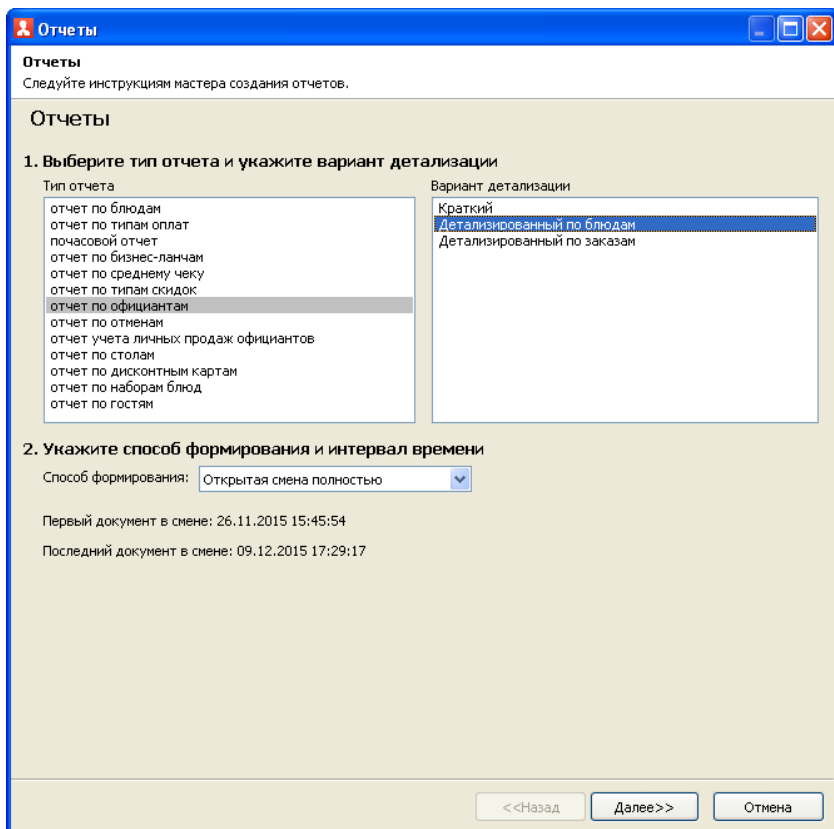 Отчеты
Отчеты
Следуйте инструкциям мастера создания отчетов.
Отчеты
1. Выберите тип отчета и укажите вариант детализации
Тип отчета
отчет по блюдам
отчет по типам оплат
почасовой отчет
отчет по бизнес-ланчам
отчет по среднему чеку
отчет по типам скидок
отчет по официантам
отчет по отменам
отчет учета личных продаж официантов
отчет по столам
отчет по дисконтным картам
отчет по наборам блюд
отчет по гостям
Вариант детализации
Краткий
Детализированный по блюдам
Детализированный по заказам
2. Укажите способ формирования и интервал времени
Способ формирования: Открытая смена полностью
Первый документ в смене: 26.11.2015 15:45:54
Последний документ в смене: 09.12.2015 17:29:17
<<Назад Далее>> Отмена